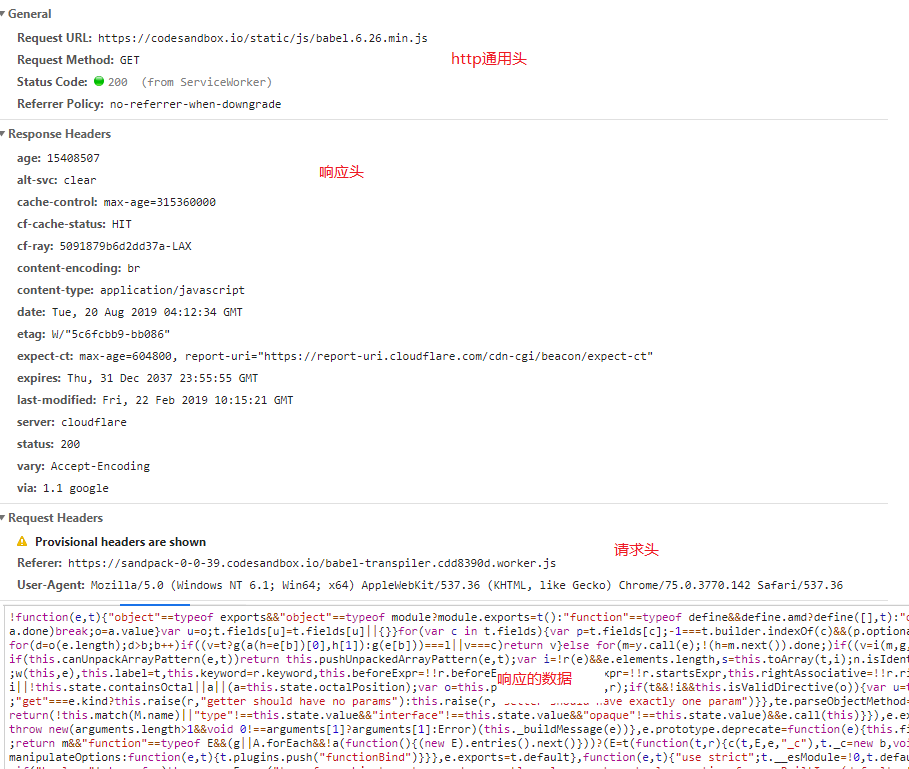 General
Request URL: https://codesandbox.io/static/js/babel.6.26.min.js
Request Method: GET
http通用头
Status Code: 200 (from ServiceWorker)
Referrer Policy: no-referrer-when-downgrade
Response Headers
age: 15408507
响应头
alt-svc: clear
cache-control: max-age=315360000
cf-cache-status: HIT
cf-ray: 5091879b6d2dd37a-LAX
content-encoding: br
content-type: application/javascript
date: Tue, 20 Aug 2019 04:12:34 GMT
etag: W/"5c6fcbb9-bb086"
expect-ct: max-age=604800, report-uri="https://report-uri.cloudflare.com/cdn-cgi/beacon/expect-ct"
expires: Thu, 31 Dec 2037 23:55:55 GMT
last-modified: Fri, 22 Feb 2019 10:15:21 GMT
server: cloudflare
status: 200
vary: Accept-Encoding
via: 1.1 google
Request Headers
Provisional headers are shown
请求头
Referer: https://sandpack-0-0-39.codesandbox.io/babel-transpiler.cdd8390d.worker.js
User-Agent: Mozilla/5.0 (Windows NT 6.1; Win64; x64) AppleWebKit/537.36 (KHTML, like Gecko) Chrome/75.0.3770.142 Safari/537.36
!function(e,t){"object"==typeof exports&&"object"==typeof module?module.exports=t():"function"==typeof define&&define.amd?define([],t):"o
a.done)break;o=a.value}var u=o;t.fields[u]=t.fields[u]||{}}for(var c in t.fields){var p=t.fields[c];-1===t.builder.indexOf(c)&&(p.optiona
for(d=o(e.length);d>b;b++)if((v=t?g(a(h=e[b])[0],h[1]):g(e[b]))===l||v===c)return v}else for(m=y.call(e);!(h=m.next()).done;)if((v=i(m,g,
if(this.canUnpackArrayPattern(e,t))return this.pushUnpackedArrayPattern(e,t);var i=!r(e)&&e.elements.length,s=this.toArray(t,i);n.isIdent
;w(this,e),this.label=t,this.keyword=r.keyword,this.beforeExpr=!!r.beforeE xpr=!!r.startsExpr,this.rightAssociative=!!r.ri
响应的数据
i||!this.state.containsOctal||a||(a=this.state.octalPosition);var o=this.p ,r);if(t&&!i&&this.isValidDirective(o)){var u=t
;"get"===e.kind?this.raise(r,"getter should have no params"):this.raise(r, have exactly one param")}},te.parseObjectMethod=
return(!this.match(M.name)||"type"!==this.state.value&&"interface"!==this.state.value&&"opaque"!==this.state.value)&&e.call(this)}}),e.ex
throw new(arguments.length>1&&void 0!==arguments[1]?arguments[1]:Error)(this._buildMessage(e))},e.prototype.deprecate=function(e){this.fi
;return m&&"function"==typeof E&&(g||A.forEach&&!a(function(){(new E).entries().next()}))?(E=t(function(t,r){c(t,E,e,"_c"),t._c=new b,voi
manipulateOptions:function(e,t){t.plugins.push("functionBind")}}},e.exports=t.default},function(e,t){"use strict";t.__esModule=!0,t.defau